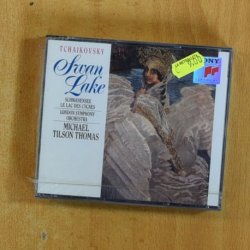 TCHAIKOVSKY
Swan
Lake
SCHWANENSEE
LE LAC DES CYGNES
LONDON SYMPHONY
ORCHESTRA
MICHAEL
TILSON THOMAS
SONY